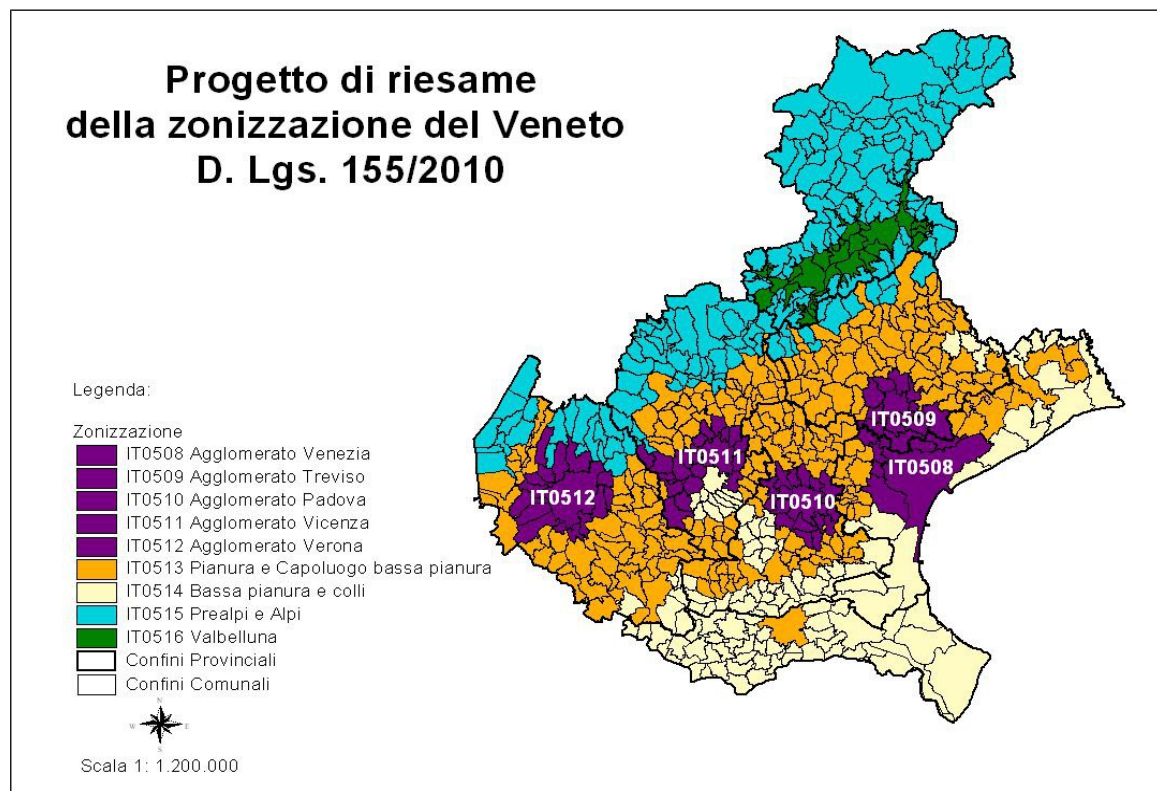 Progetto di riesame
della zonizzazione del Veneto
D. Lgs. 155/2010
IT0509
IT0511
IT0508
IT0512
IT0510
Legenda:
Zonizzazione
IT0508 Agglomerato Venezia
IT0509 Agglomerato Treviso
IT0510 Agglomerato Padova
IT0511 Agglomerato Vicenza
IT0512 Agglomerato Verona
IT0513 Pianura e Capoluogo bassa pianura
IT0514 Bassa pianura e colli
IT0515 Prealpi e Alpi
IT0516 Valbelluna
Confini Provinciali
Confini Comunali
N
W E
S
Scala 1: 1.200.000